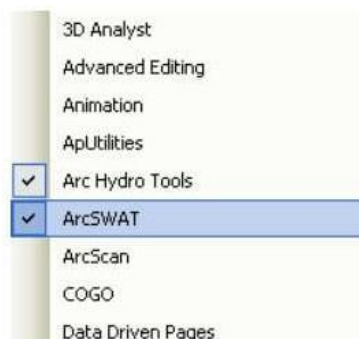 3D Analyst
Advanced Editing
Animation
ApUtilities
Arc Hydro Tools
ArcSWAT
ArcScan
COGO
Data Driven Pages